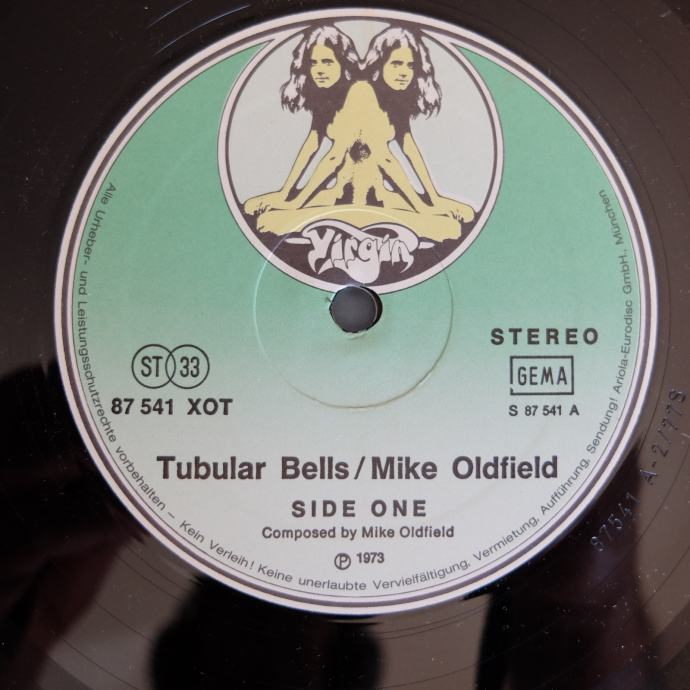 Virgin
STEREO
ST 33
GEMA
87 541 XOT
S 87 541 A
Tubular Bells / Mike Oldfield
SIDE ONE
Composed by Mike Oldfield
Ⓟ 1973
Alle Urheber- und Leistungsschutzrechte vorbehalten – Kein Verleih! Keine unerlaubte Vervielfältigung, Vermietung, Aufführung, Sendung! Ariola-Eurodisc GmbH., München
87541 A-2/77S